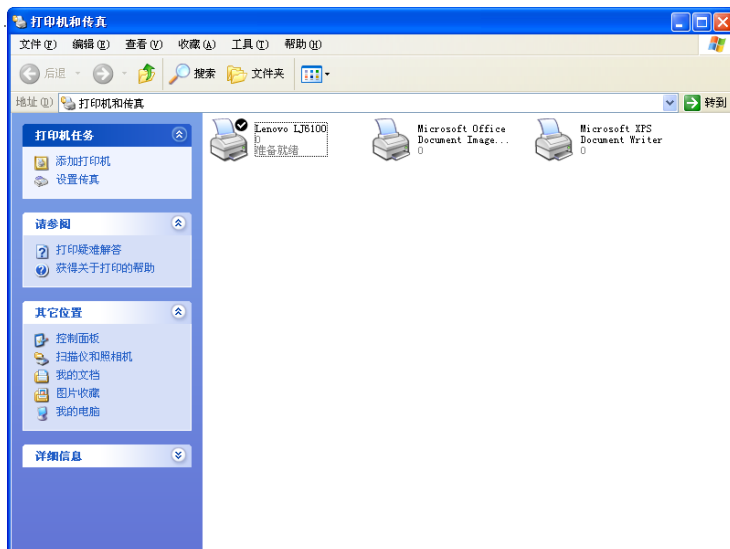 打印机和传真
文件(F) 编辑(E) 查看(V) 收藏(A) 工具(T) 帮助(H)
后退 搜索 文件夹
地址(D) 打印机和传真 转到
打印机任务
添加打印机
设置传真
请参阅
打印疑难解答
获得关于打印的帮助
其它位置
控制面板
扫描仪和照相机
我的文档
图片收藏
我的电脑
详细信息
Lenovo LJ6100
0
准备就绪
Microsoft Office
Document Image...
0
Microsoft XPS
Document Writer
0